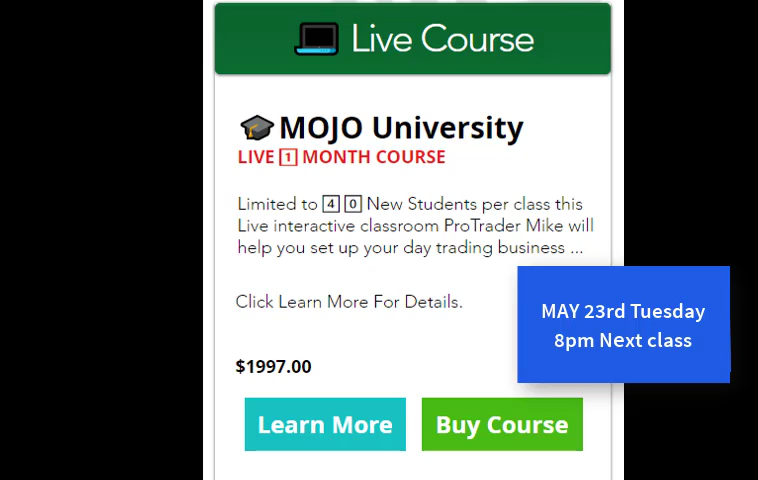 Live Course
MOJO University
LIVE 1 MONTH COURSE
Limited to 4 0 New Students per class this
Live interactive classroom ProTrader Mike will
help you set up your day trading business ...
Click Learn More For Details.
MAY 23rd Tuesday
8pm Next class
$1997.00
Learn More
Buy Course